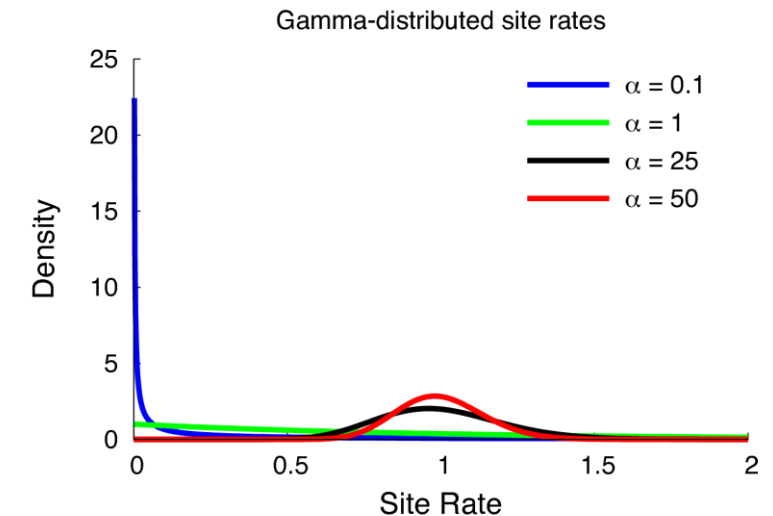 Gamma-distributed site rates
25
20
15
10
5
0
Density
α = 0.1
α = 1
α = 25
α = 50
0 0.5 1 1.5 2
Site Rate